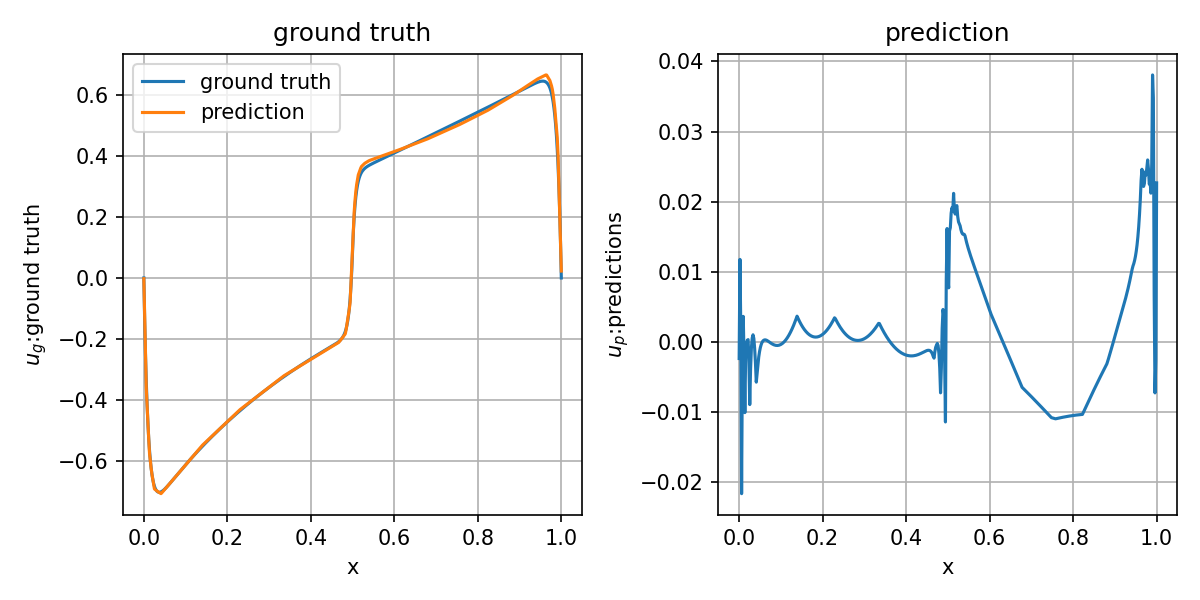 ground truth
ground truth
prediction
0.6
0.4
0.2
0.0
−0.2
−0.4
−0.6
u_g:ground truth
0.0 0.2 0.4 0.6 0.8 1.0
x
prediction
0.04
0.03
0.02
0.01
0.00
−0.01
−0.02
u_p:predictions
0.0 0.2 0.4 0.6 0.8 1.0
x